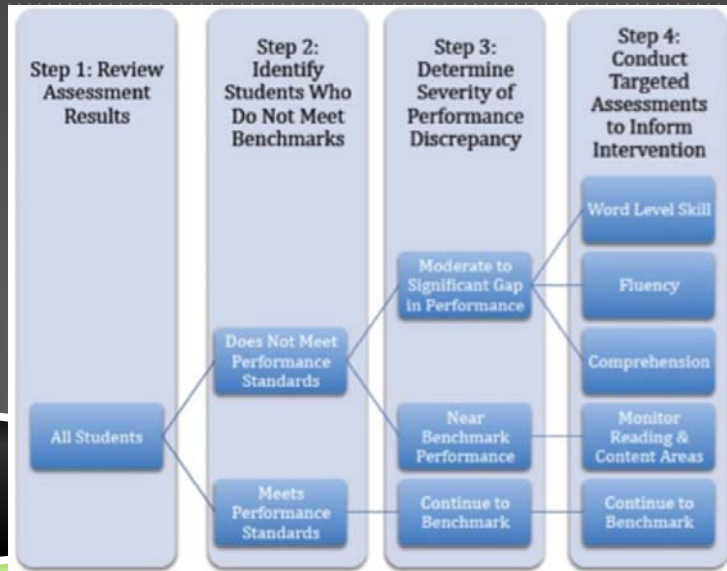 Step 1: Review
Assessment
Results
Step 2:
Identify
Students Who
Do Not Meet
Benchmarks
Step 3:
Determine
Severity of
Performance
Discrepancy
Step 4:
Conduct
Targeted
Assessments
to Inform
Intervention
All Students
Does Not Meet
Performance
Standards
Meets
Performance
Standards
Moderate to
Significant Gap
in Performance
Near
Benchmark
Performance
Continue to
Benchmark
Word Level Skill
Fluency
Comprehension
Monitor
Reading &
Content Areas
Continue to
Benchmark